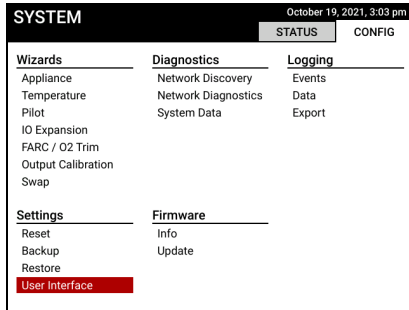 SYSTEM
October 19, 2021, 3:03 pm
STATUS
CONFIG
Wizards
Appliance
Temperature
Pilot
IO Expansion
FARC / O2 Trim
Output Calibration
Swap
Diagnostics
Network Discovery
Network Diagnostics
System Data
Logging
Events
Data
Export
Settings
Reset
Backup
Restore
User Interface
Firmware
Info
Update